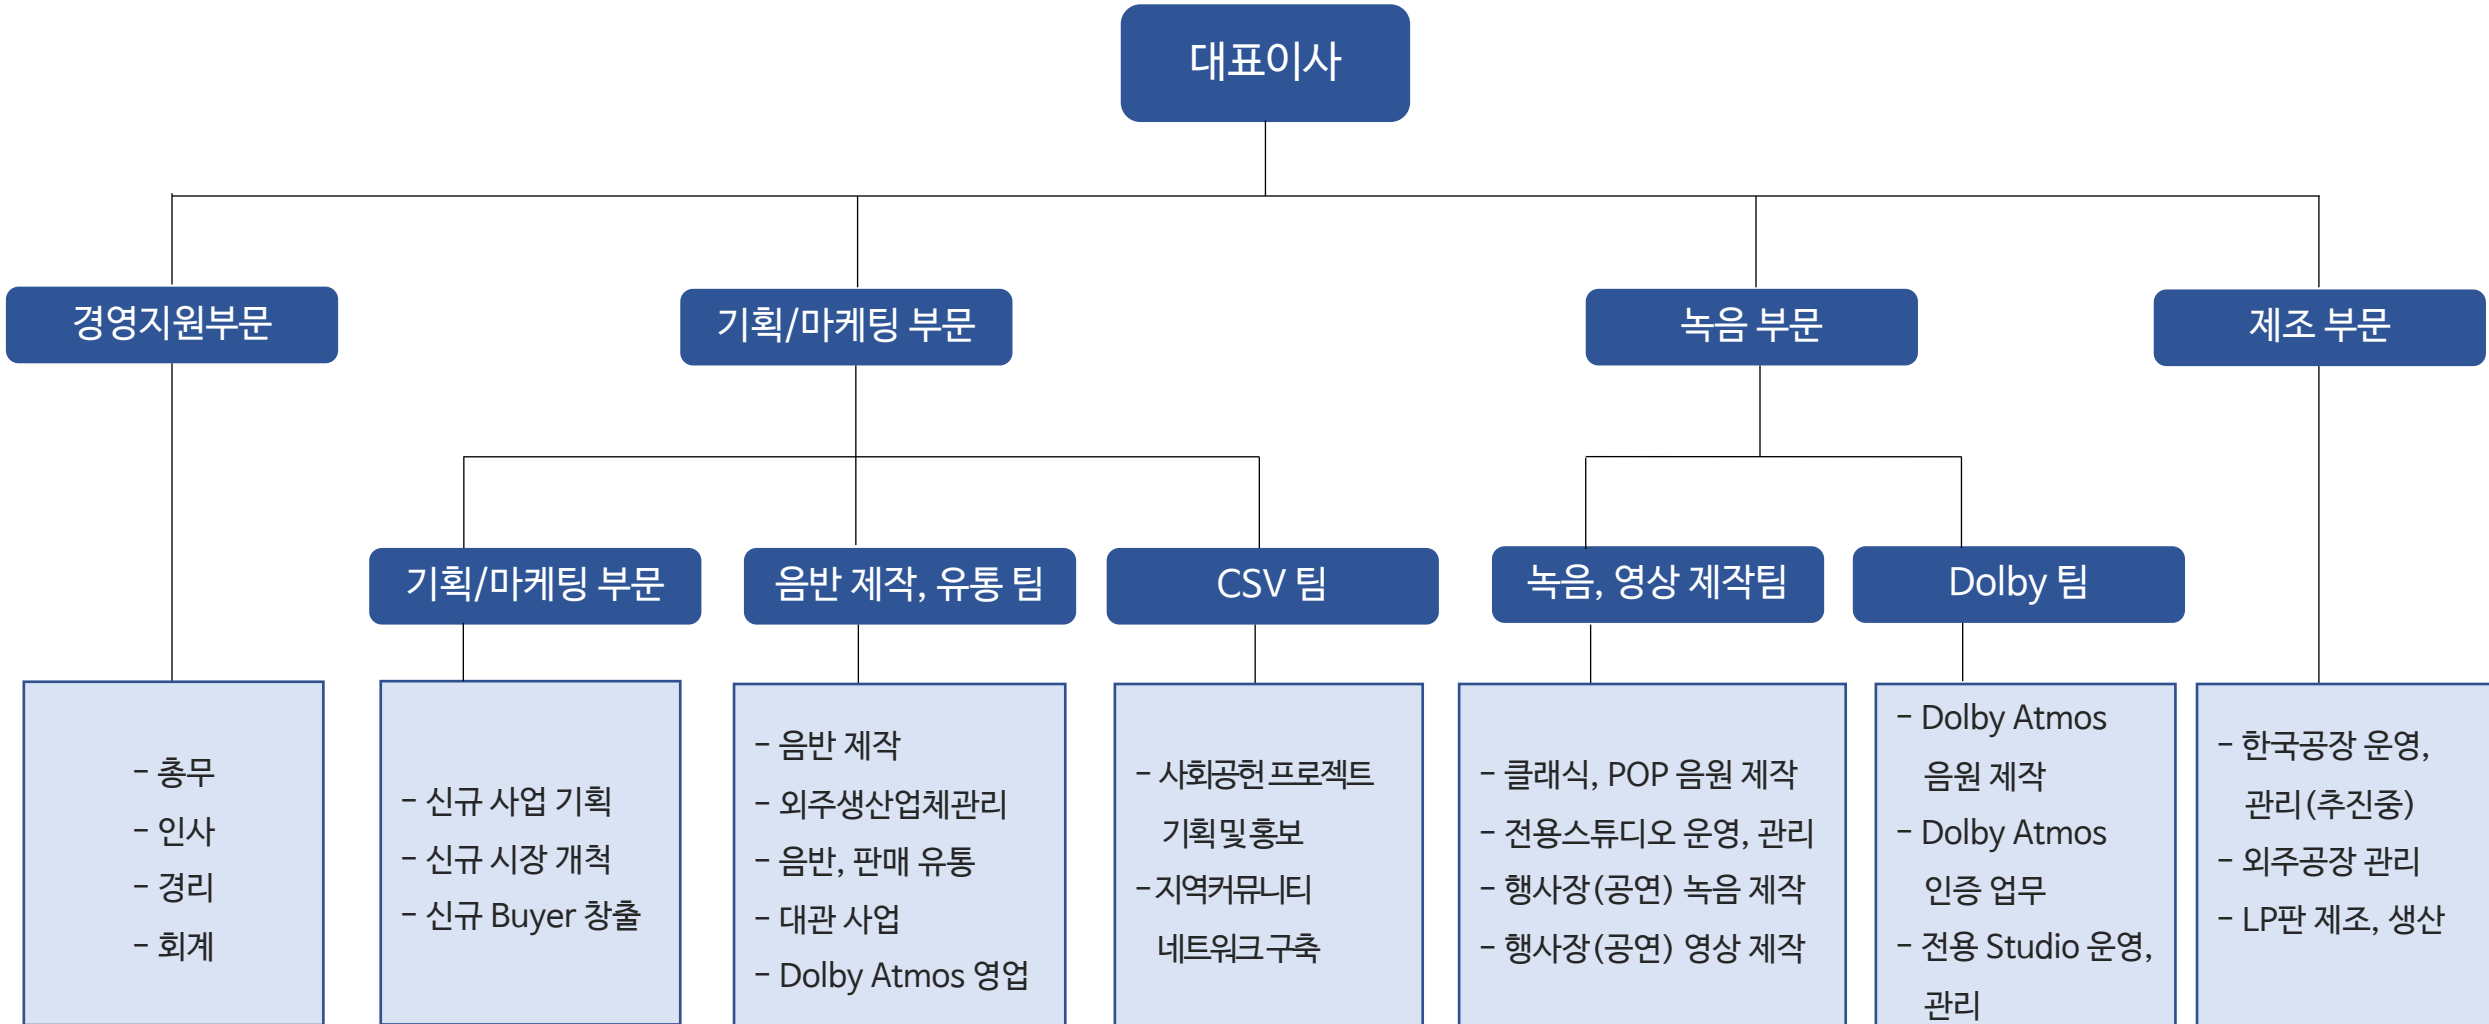 대표이사
경영지원부문
기획/마케팅 부문
녹음 부문
제조 부문
기획/마케팅 부문
음반 제작, 유통 팀
CSV 팀
녹음, 영상 제작팀
Dolby 팀
- 총무
- 인사
- 경리
- 회계
- 신규 사업 기획
- 신규 시장 개척
- 신규 Buyer 창출
- 음반 제작
- 외주생산업체관리
- 음반, 판매 유통
- 대관 사업
- Dolby Atmos 영업
- 사회공헌 프로젝트
기획 및 홍보
- 지역커뮤니티
네트워크 구축
- 클래식, POP 음원 제작
- 전용스튜디오 운영, 관리
- 행사장(공연) 녹음 제작
- 행사장(공연) 영상 제작
- Dolby Atmos
음원 제작
- Dolby Atmos
인증 업무
- 전용 Studio 운영,
관리
- 한국공장 운영,
관리(추진중)
- 외주공장 관리
- LP판 제조, 생산